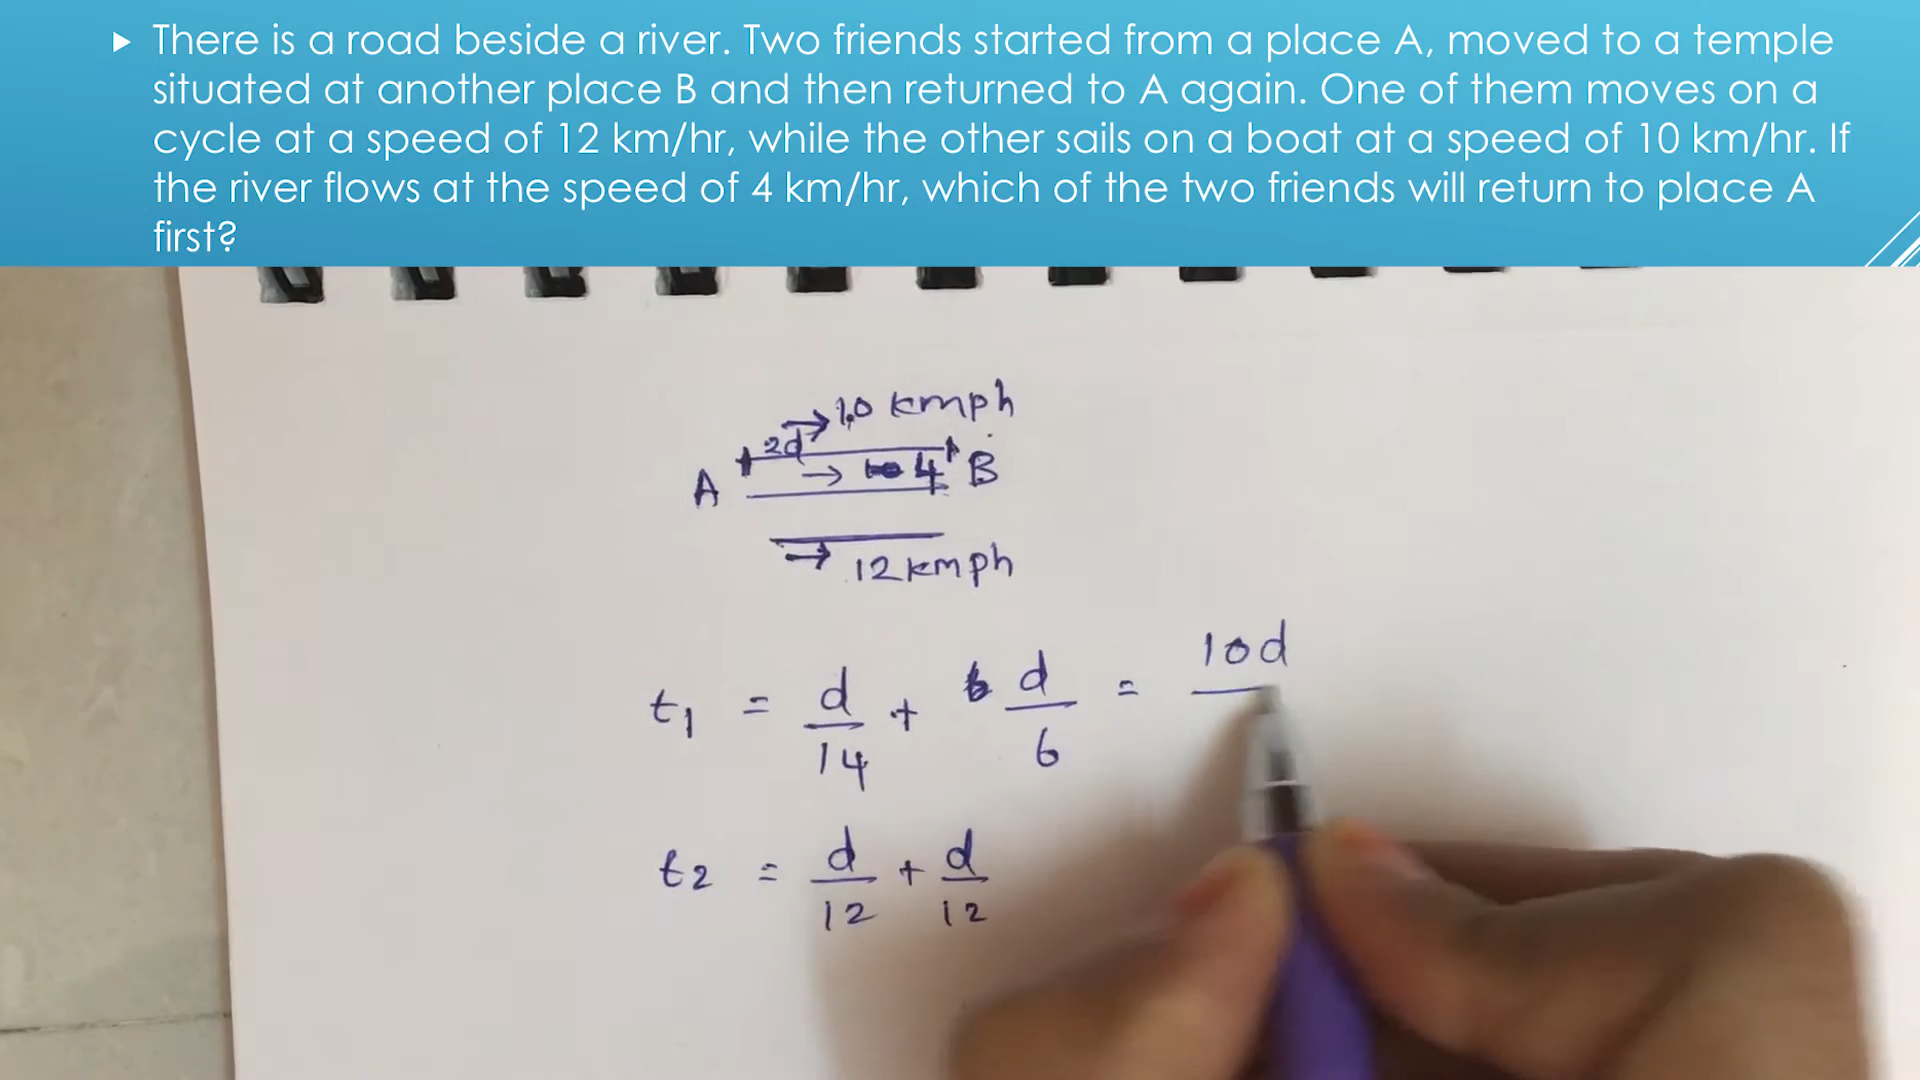 There is a road beside a river. Two friends started from a place A, moved to a temple
situated at another place B and then returned to A again. One of them moves on a
cycle at a speed of 12 km/hr, while the other sails on a boat at a speed of 10 km/hr. If
the river flows at the speed of 4 km/hr, which of the two friends will return to place A
first?
→ 10 kmph
2d
A → 4 B
→ 12 kmph
t1 = d/14 + d/6 = 10d
t2 = d/12 + d/12